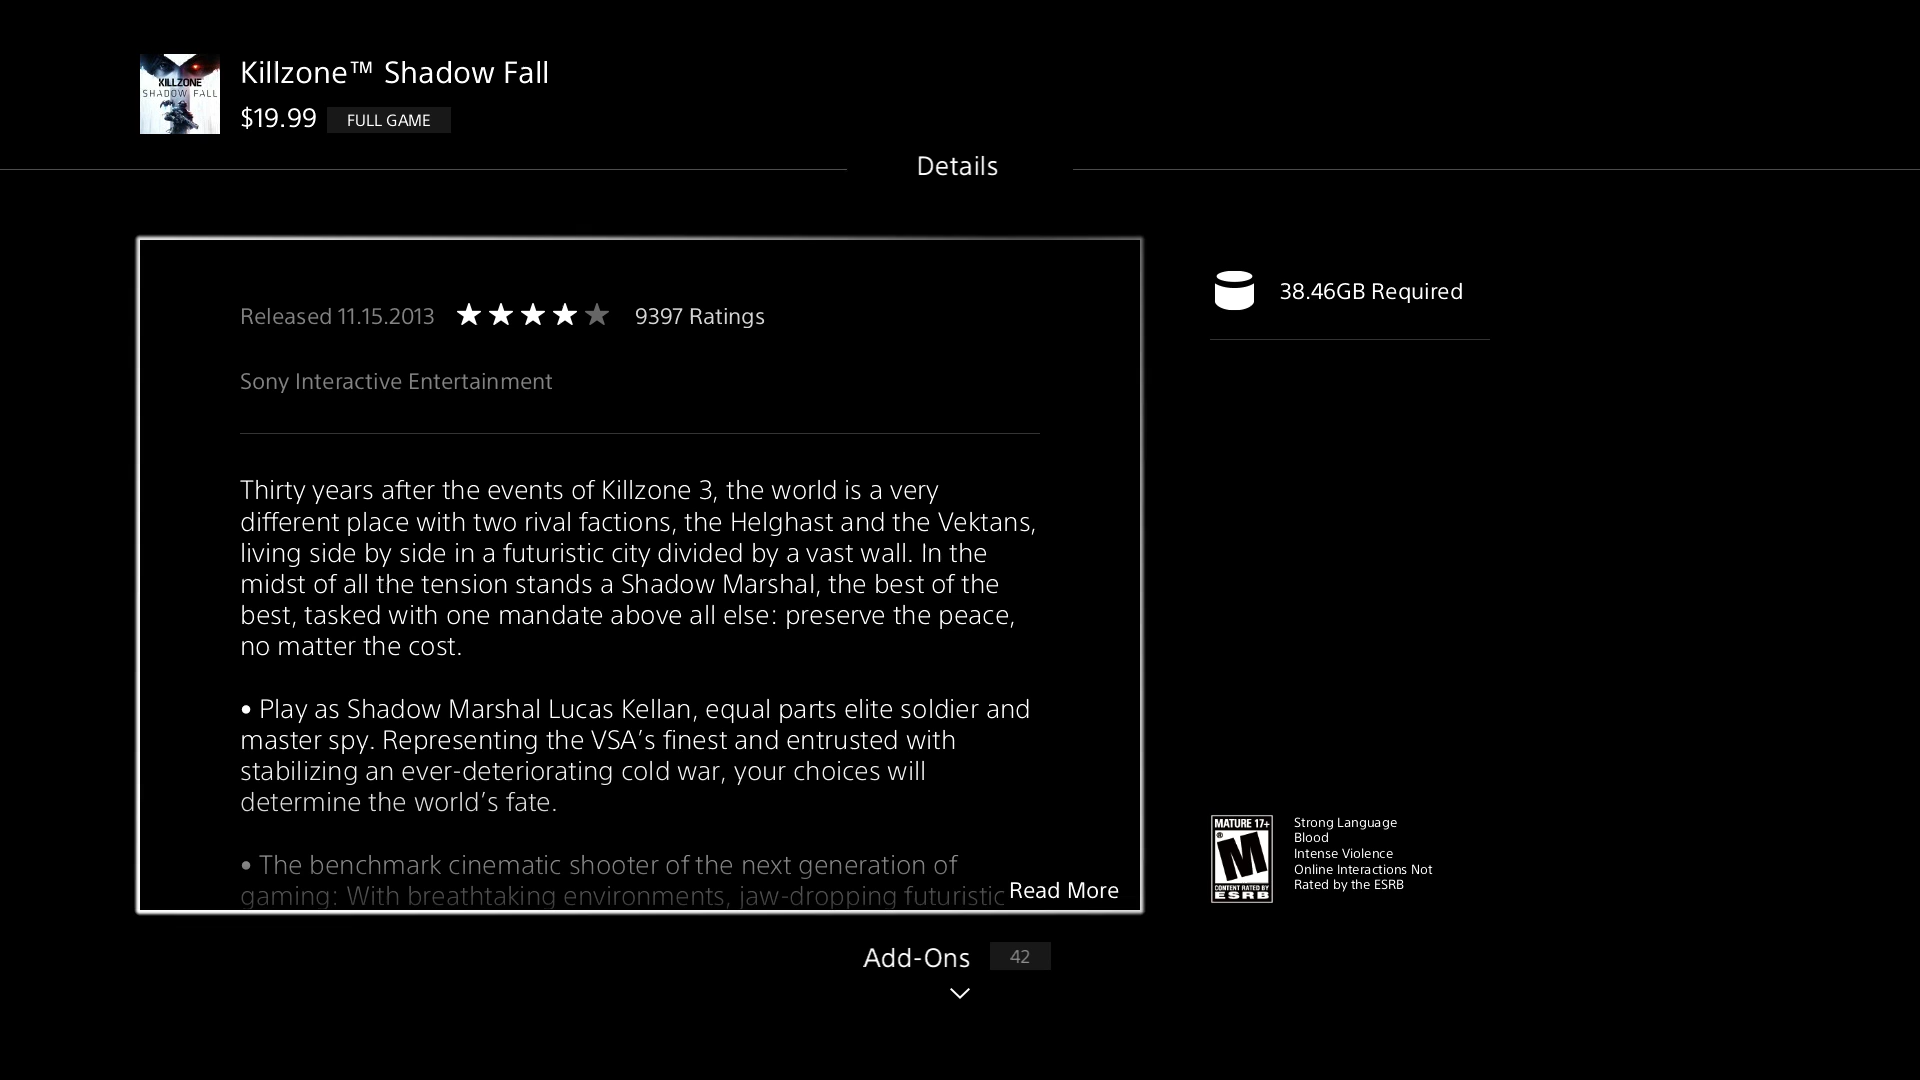 KILLZONE
SHADOW FALL
Killzone™ Shadow Fall
$19.99 FULL GAME
Details
Released 11.15.2013 9397 Ratings
Sony Interactive Entertainment
Thirty years after the events of Killzone 3, the world is a very
different place with two rival factions, the Helghast and the Vektans,
living side by side in a futuristic city divided by a vast wall. In the
midst of all the tension stands a Shadow Marshal, the best of the
best, tasked with one mandate above all else: preserve the peace,
no matter the cost.
• Play as Shadow Marshal Lucas Kellan, equal parts elite soldier and
master spy. Representing the VSA’s finest and entrusted with
stabilizing an ever-deteriorating cold war, your choices will
determine the world’s fate.
• The benchmark cinematic shooter of the next generation of
gaming: With breathtaking environments, jaw-dropping futuristic
Read More
38.46GB Required
MATURE 17+
M
®
CONTENT RATED BY
ESRB
Strong Language
Blood
Intense Violence
Online Interactions Not
Rated by the ESRB
Add-Ons 42